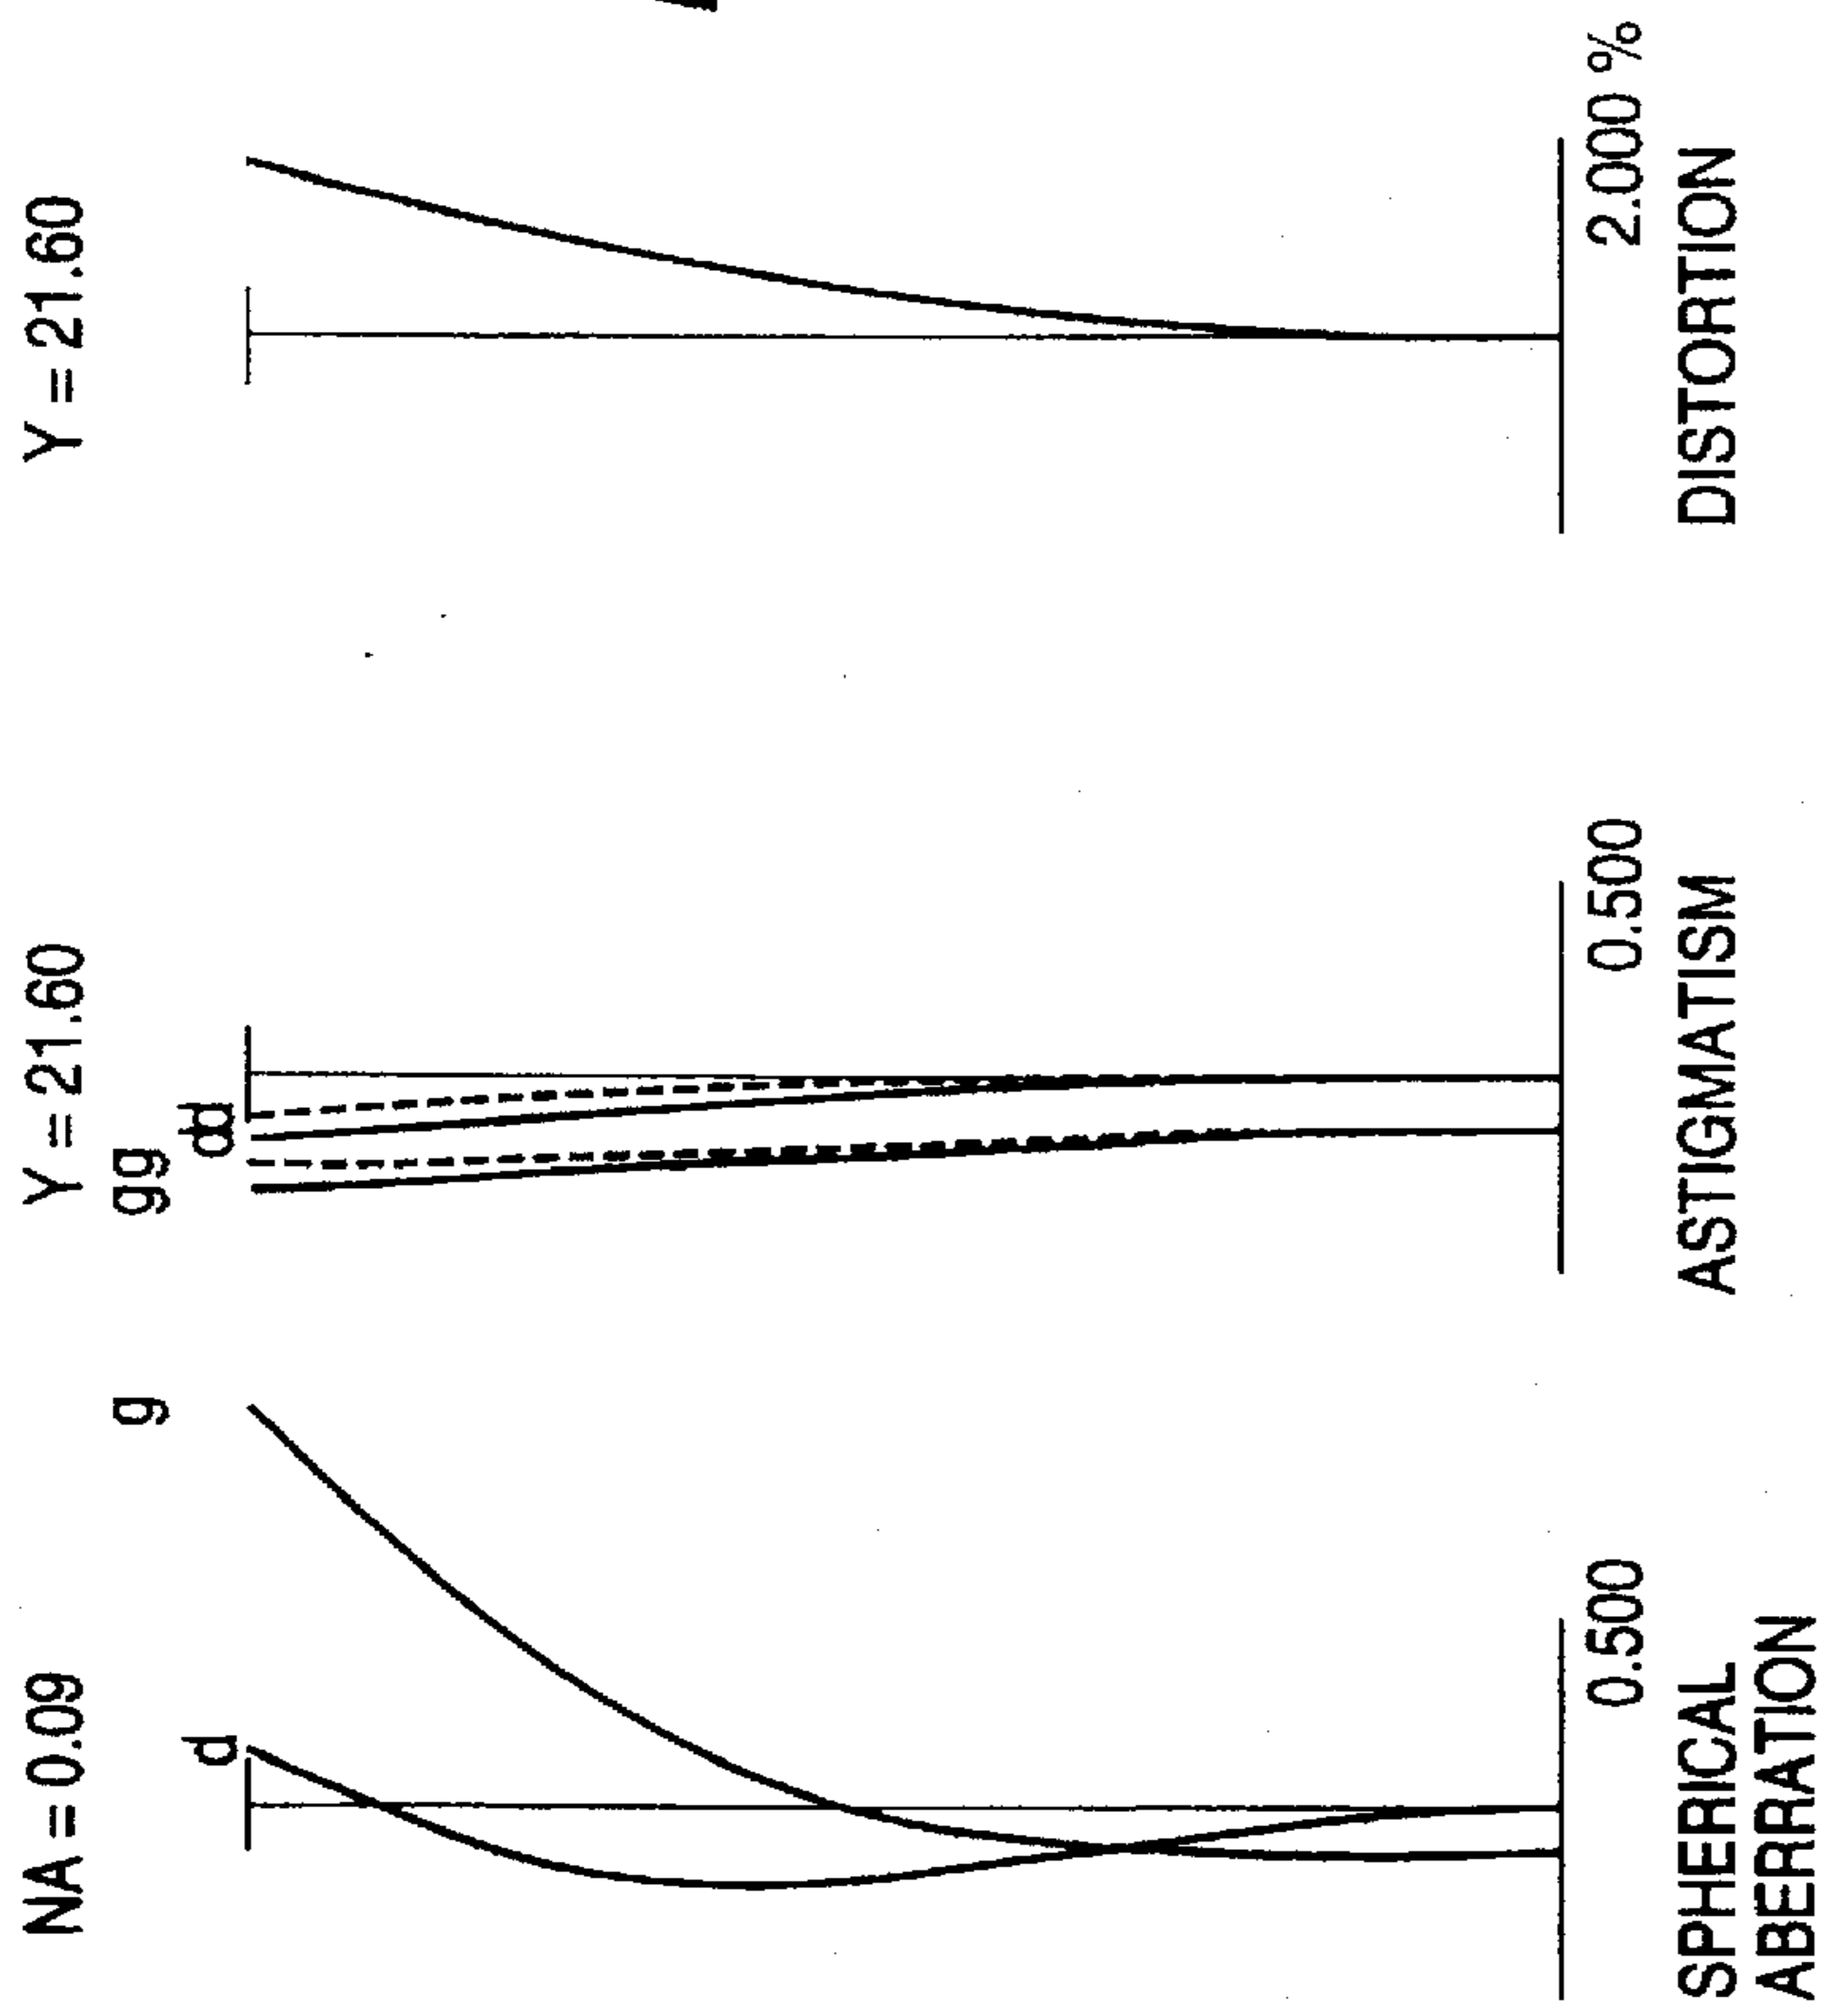 NA = 0.09
d
g
0.500
SPHERICAL
ABERRATION
Y = 21.60
gg
dd
0.500
ASTIGMATISM
Y = 21.60
2.000 %
DISTORTION